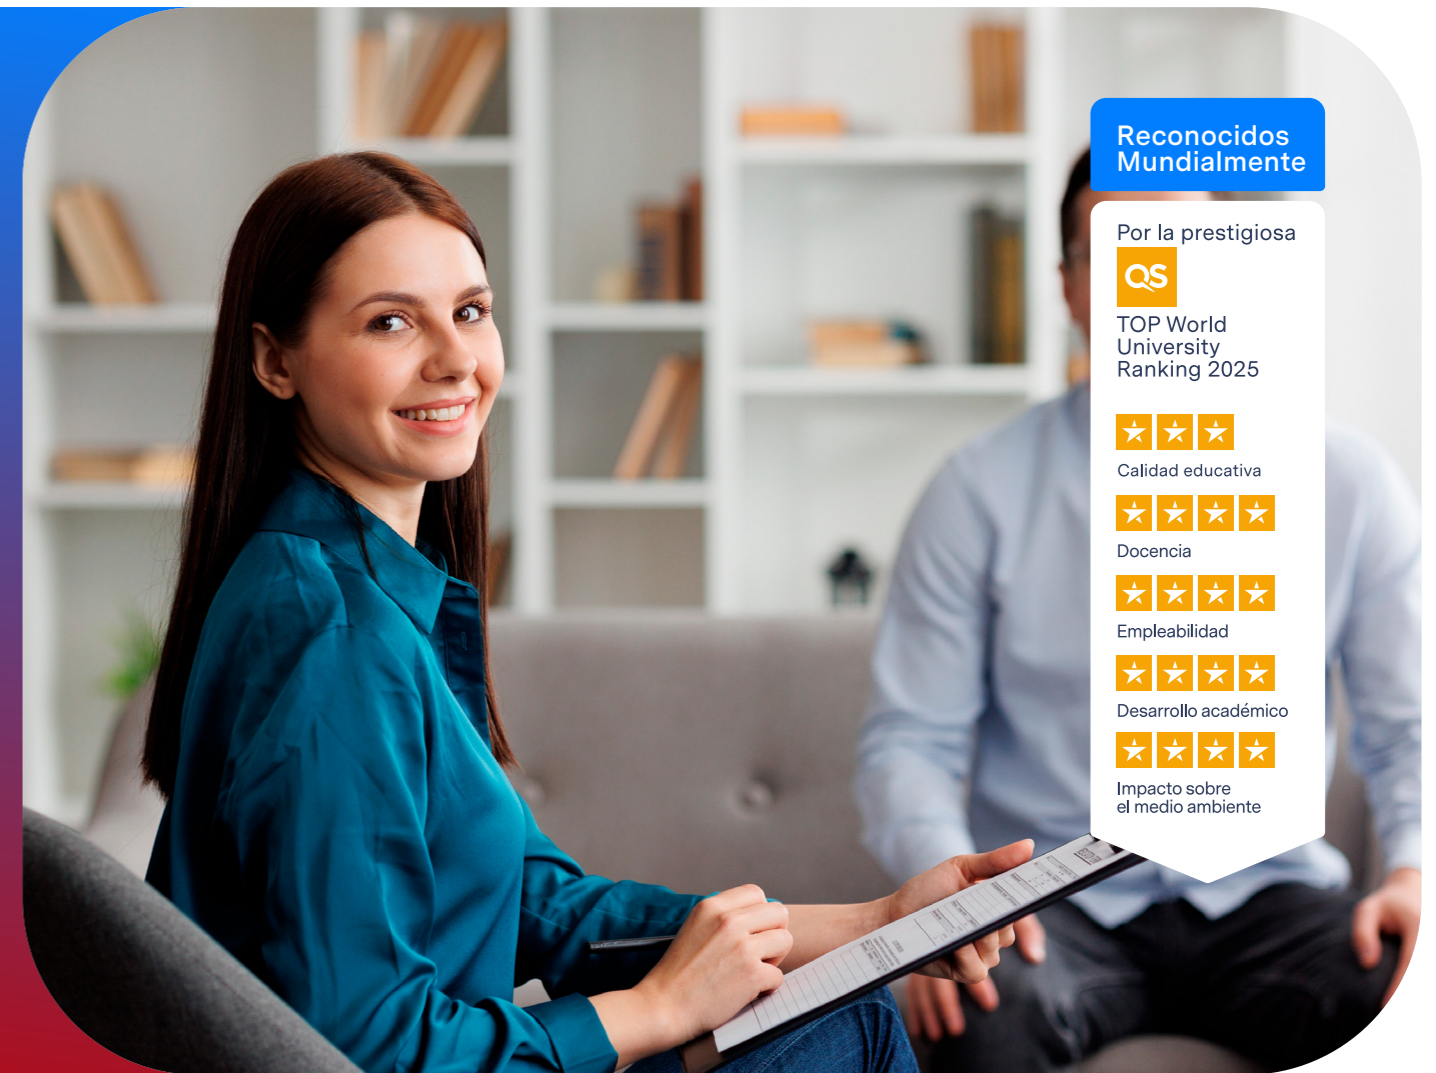 Reconocidos
Mundialmente
Por la prestigiosa
QS
TOP World
University
Ranking 2025
Calidad educativa
Docencia
Empleabilidad
Desarrollo académico
Impacto sobre
el medio ambiente